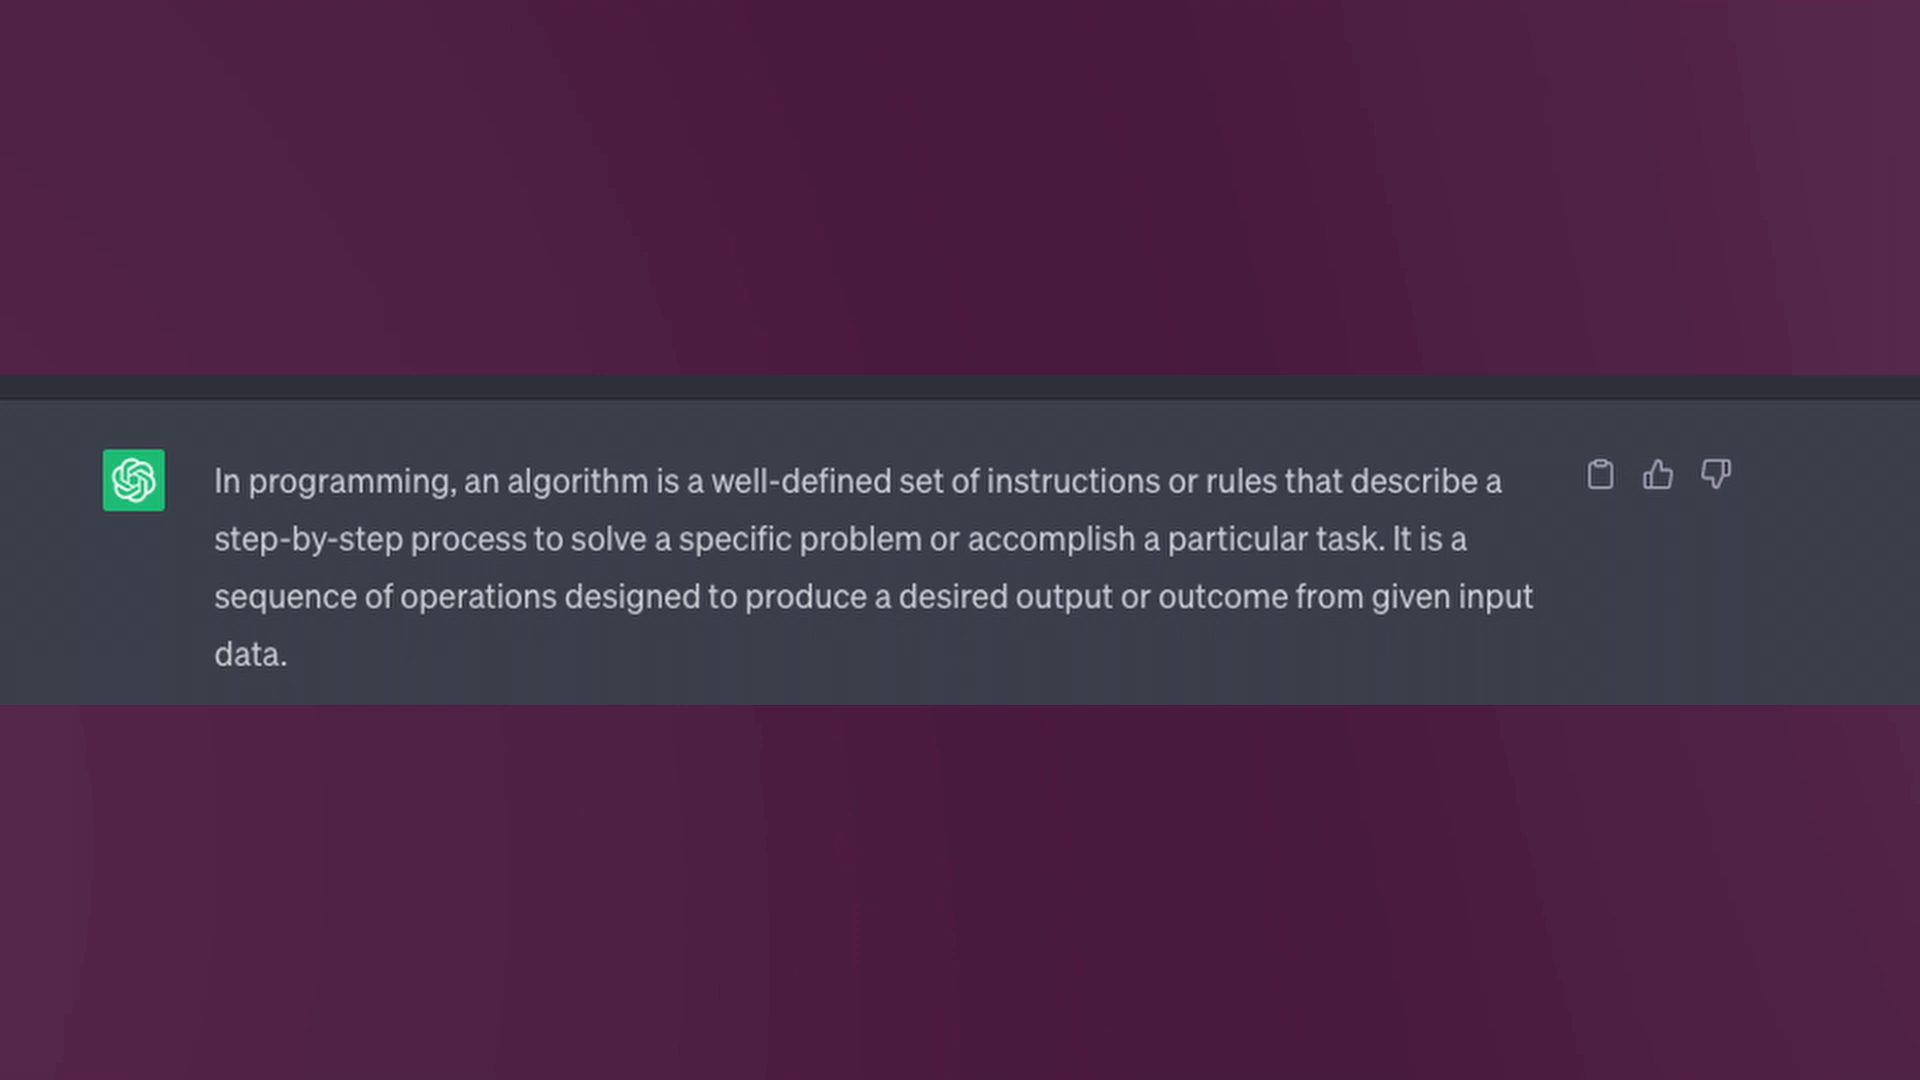 In programming, an algorithm is a well-defined set of instructions or rules that describe a
step-by-step process to solve a specific problem or accomplish a particular task. It is a
sequence of operations designed to produce a desired output or outcome from given input
data.